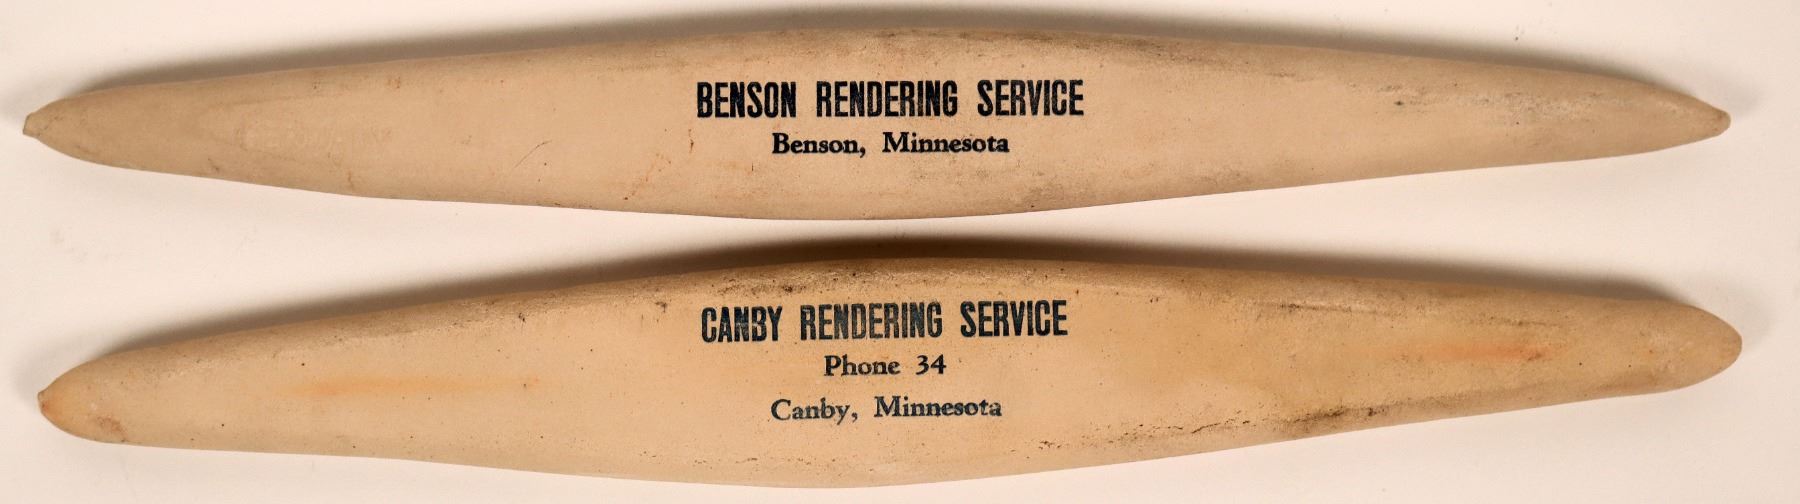 BENSON RENDERING SERVICE
Benson, Minnesota
CANBY RENDERING SERVICE
Phone 34
Canby, Minnesota